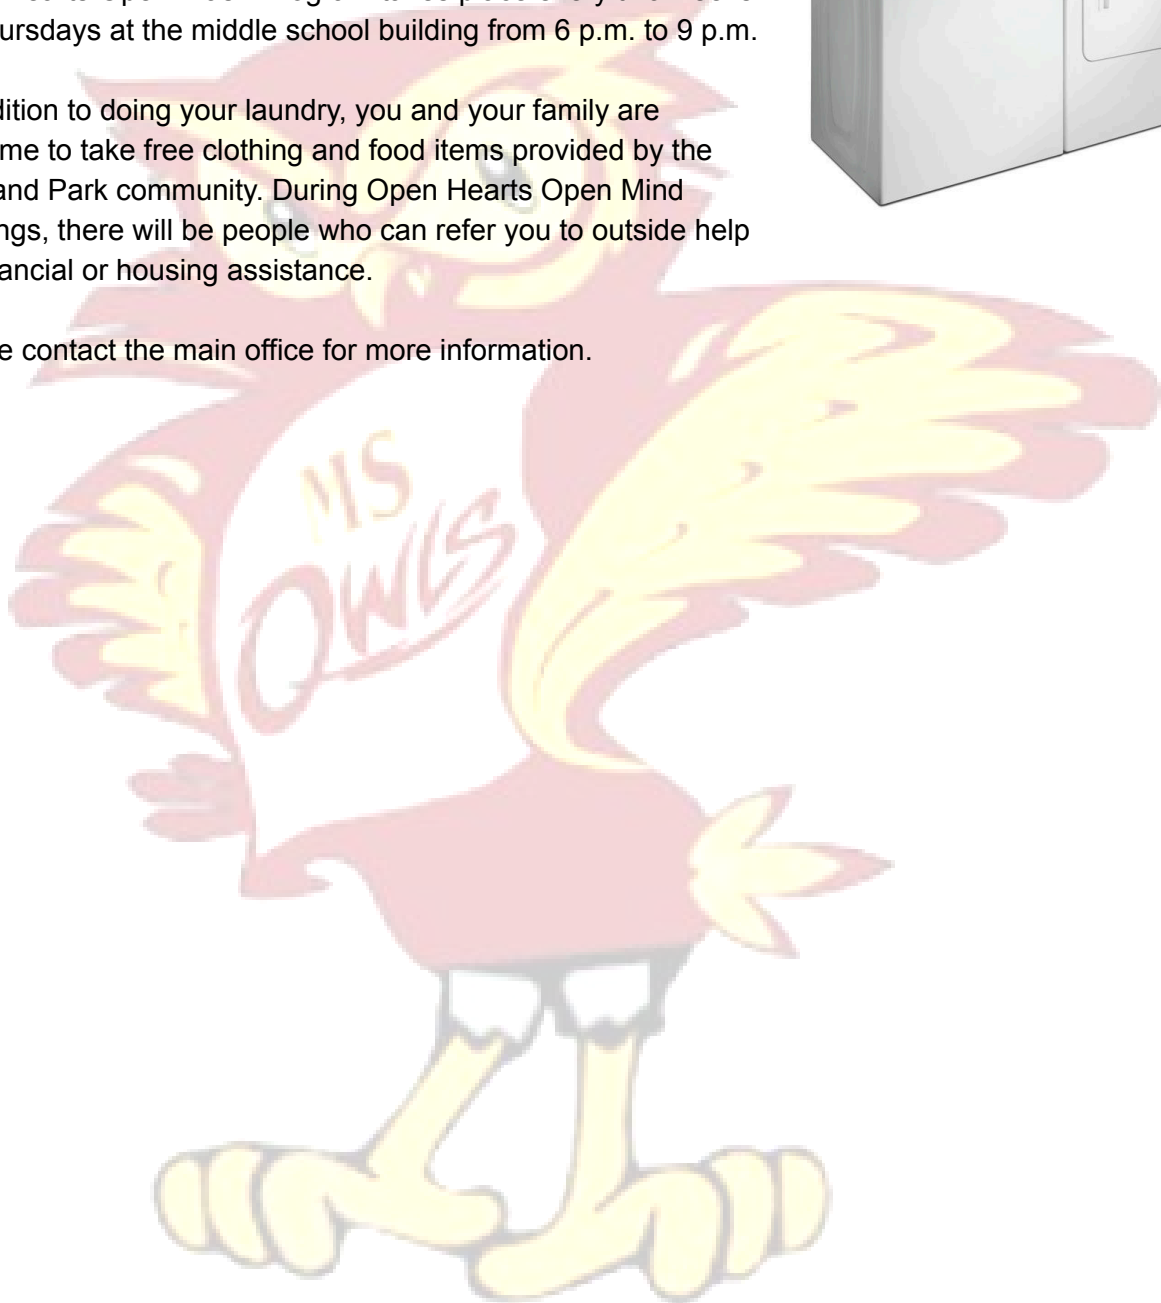 ursdays at the middle school building from 6 p.m. to 9 p.m.
dition to doing your laundry, you and your family are
me to take free clothing and food items provided by the
and Park community. During Open Hearts Open Mind
ngs, there will be people who can refer you to outside help
ancial or housing assistance.
e contact the main office for more information.
MS
OWLS